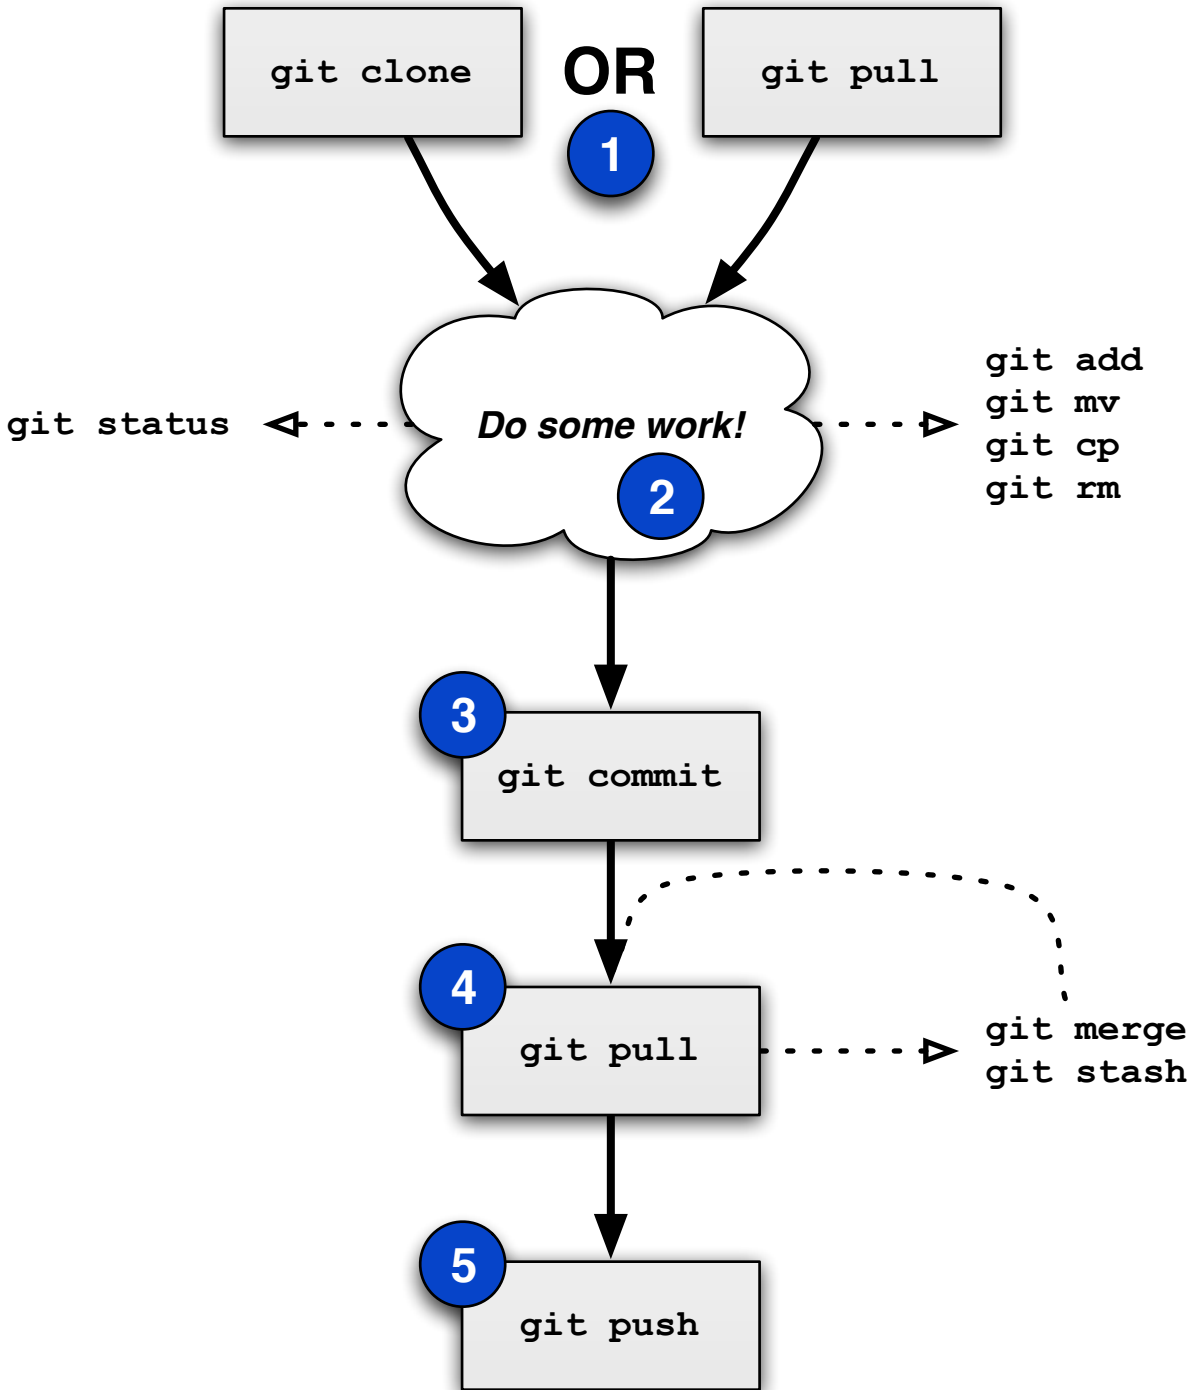 git clone
OR
git pull
1
git status
Do some work!
2
git add
git mv
git cp
git rm
3
git commit
4
git pull
git merge
git stash
5
git push